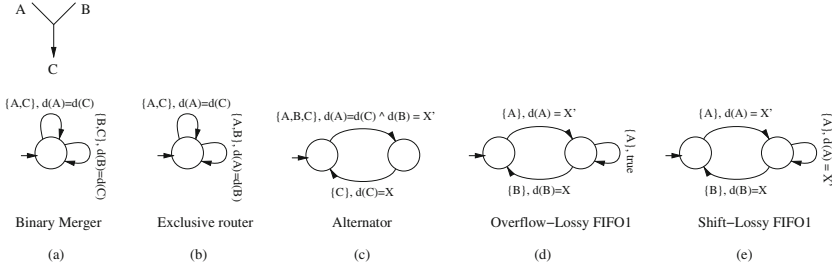 A B
C
{A,C}, d(A)=d(C)
{B,C}, d(B)=d(C)
Binary Merger
(a)
{A,C}, d(A)=d(C)
{A,B}, d(A)=d(B)
Exclusive router
(b)
{A,B,C}, d(A)=d(C) ^ d(B) = X'
{C}, d(C)=X
Alternator
(c)
{A}, d(A) = X'
{A}, true
{B}, d(B)=X
Overflow−Lossy FIFO1
(d)
{A}, d(A) = X'
{A}, d(A) = X'
{B}, d(B)=X
Shift−Lossy FIFO1
(e)